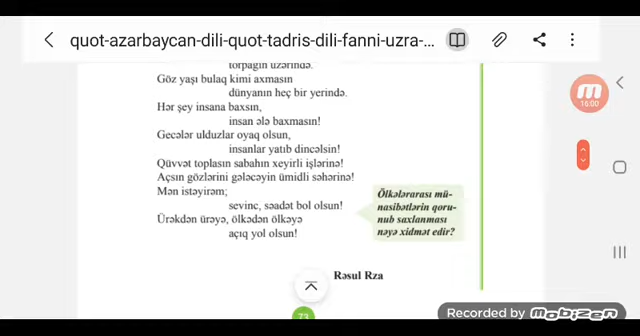 quot-azarbaycan-dili-quot-tadris-dili-fanni-uzra-...
16:00
torpağın üzərində.
Göz yaşı bulaq kimi axmasın
dünyanın heç bir yerində.
Hər şey insana baxsın,
insan ələ baxmasın!
Gecələr ulduzlar oyaq olsun,
insanlar yatıb dincəlsin!
Qüvvət toplasın sabahın xeyirli işlərinə!
Açsın gözlərini gələcəyin ümidli səhərinə!
Mən istəyirəm;
sevinc, səadət bol olsun!
Ürəkdən ürəyə, ölkədən ölkəyə
açıq yol olsun!
Ölkələrarası mü-
nasibətlərin qoru-
nub saxlanması
nəyə xidmət edir?
Rəsul Rza
73
Recorded by Mobizen